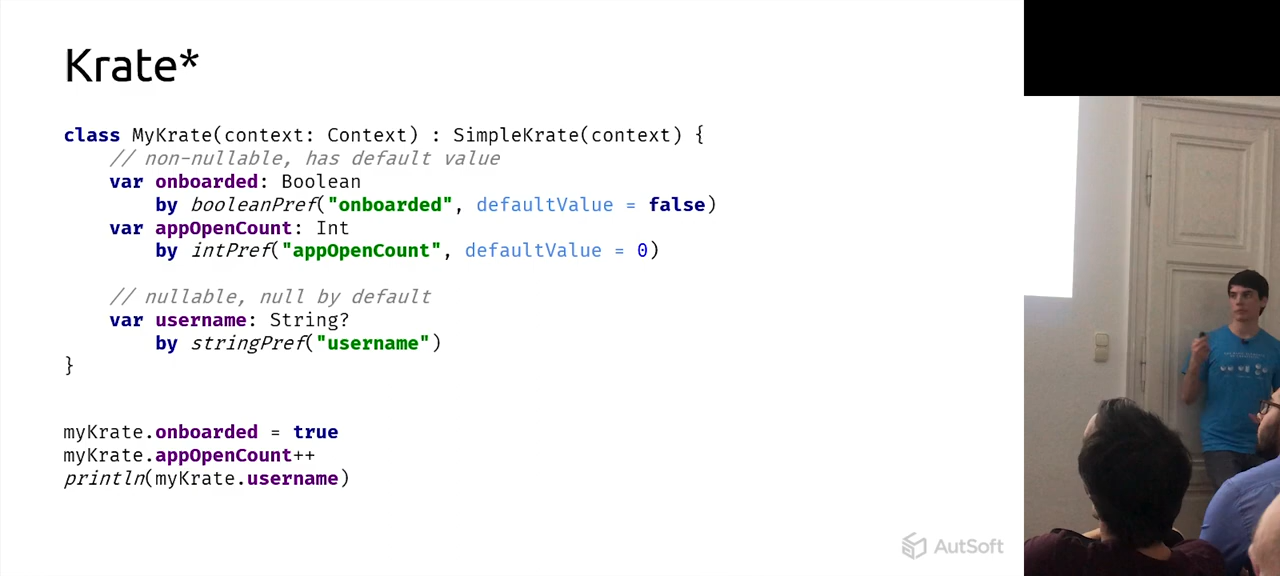 Krate*
class MyKrate(context: Context) : SimpleKrate(context) {
    // non-nullable, has default value
    var onboarded: Boolean
        by booleanPref("onboarded", defaultValue = false)
    var appOpenCount: Int
        by intPref("appOpenCount", defaultValue = 0)
    // nullable, null by default
    var username: String?
        by stringPref("username")
}
myKrate.onboarded = true
myKrate.appOpenCount++
println(myKrate.username)
AutSoft